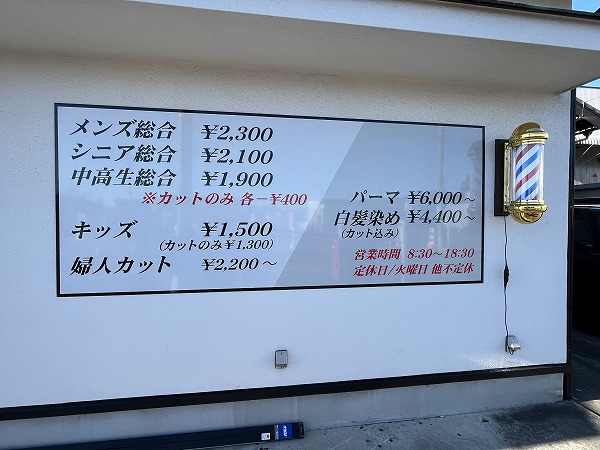 メンズ総合 ¥2,300
シニア総合 ¥2,100
中高生総合 ¥1,900
※カットのみ 各－¥400
キッズ ¥1,500
(カットのみ¥1,300)
婦人カット ¥2,200～
パーマ ¥6,000～
白髪染め ¥4,400～
(カット込み)
営業時間 8:30～18:30
定休日/火曜日 他不定休